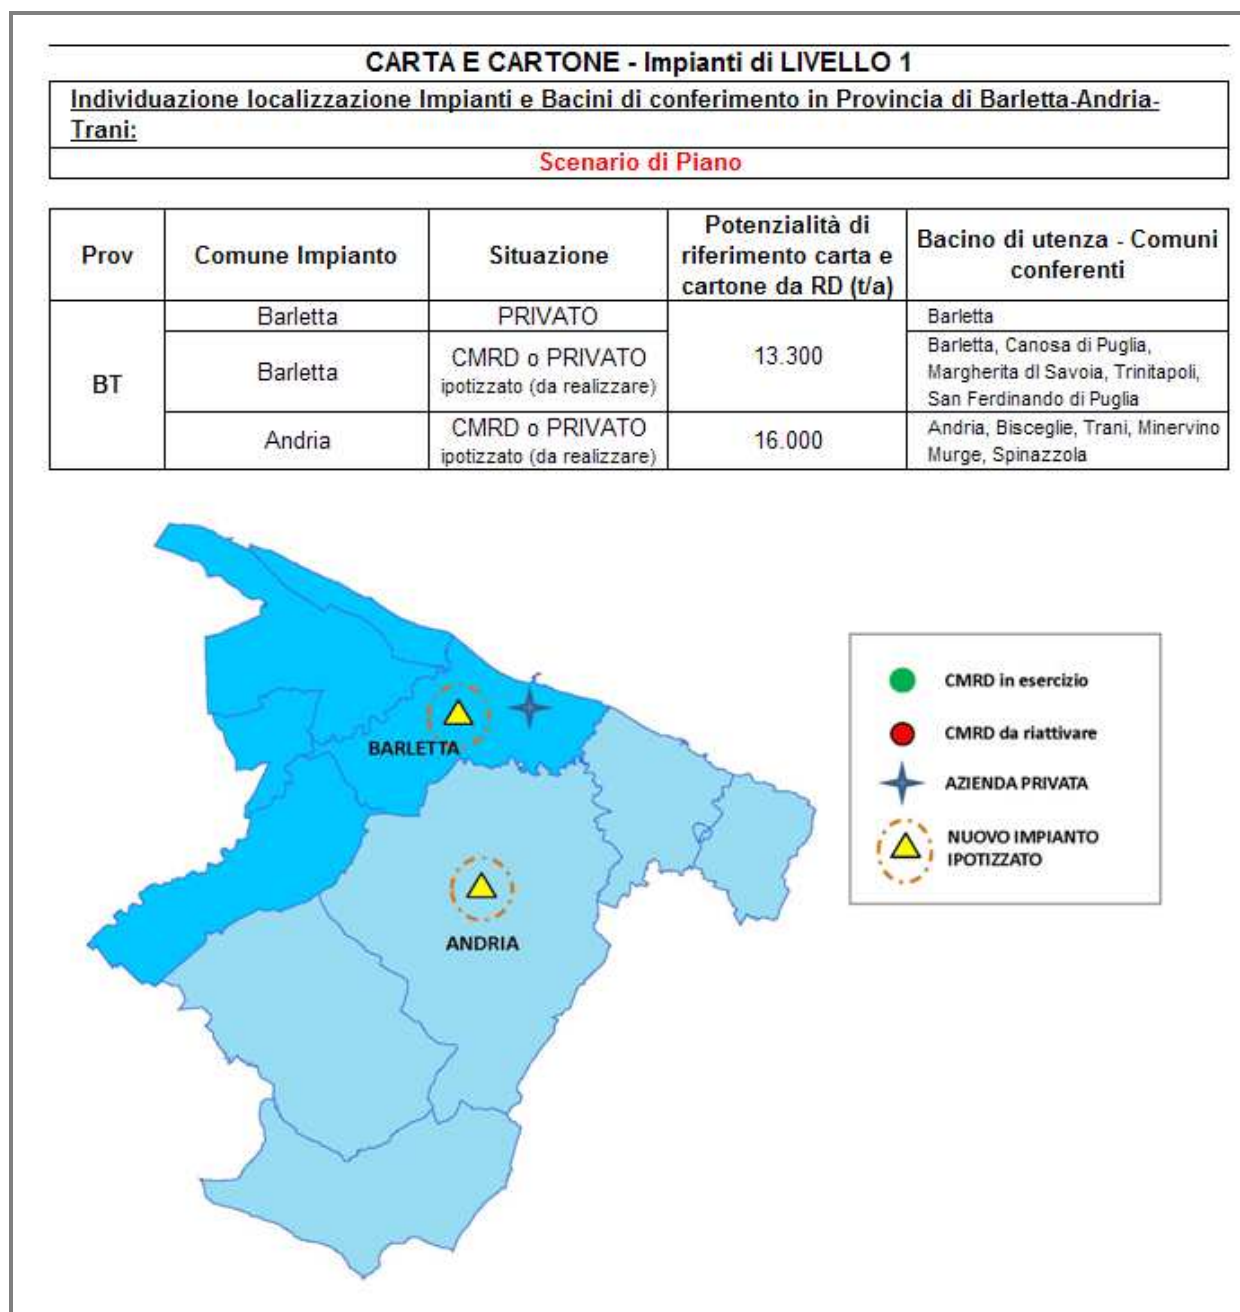 CARTA E CARTONE - Impianti di LIVELLO 1
Individuazione localizzazione Impianti e Bacini di conferimento in Provincia di Barletta-Andria-
Trani:
Scenario di Piano
Prov
Comune Impianto
Situazione
Potenzialità di
riferimento carta e
cartone da RD (t/a)
Bacino di utenza - Comuni
conferenti
BT
Barletta
PRIVATO
13.300
Barletta
Barletta
CMRD o PRIVATO
ipotizzato (da realizzare)
Barletta, Canosa di Puglia,
Margherita dI Savoia, Trinitapoli,
San Ferdinando di Puglia
Andria
CMRD o PRIVATO
ipotizzato (da realizzare)
16.000
Andria, Bisceglie, Trani, Minervino
Murge, Spinazzola
BARLETTA
ANDRIA
CMRD in esercizio
CMRD da riattivare
AZIENDA PRIVATA
NUOVO IMPIANTO
IPOTIZZATO